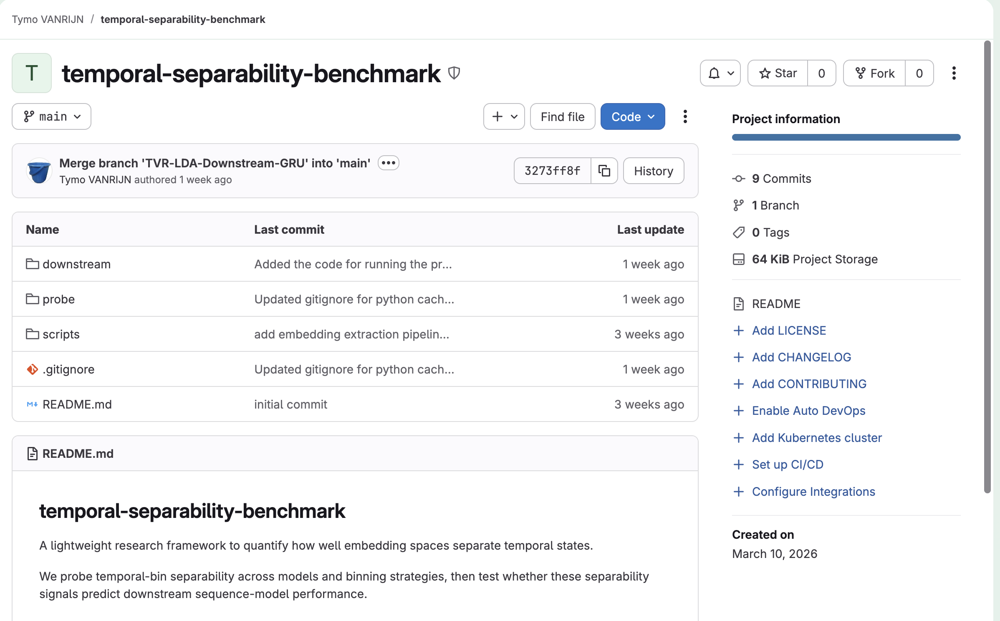 Tymo VANRIJN / temporal-separability-benchmark
T
temporal-separability-benchmark
Star 0
Fork 0
main
Find file
Code
Merge branch 'TVR-LDA-Downstream-GRU' into 'main'
Tymo VANRIJN authored 1 week ago
3273ff8f
History
Name Last commit Last update
downstream Added the code for running the pr... 1 week ago
probe Updated gitignore for python cach... 1 week ago
scripts add embedding extraction pipelin... 3 weeks ago
.gitignore Updated gitignore for python cach... 1 week ago
README.md initial commit 3 weeks ago
README.md
temporal-separability-benchmark
A lightweight research framework to quantify how well embedding spaces separate temporal states.
We probe temporal-bin separability across models and binning strategies, then test whether these separability
signals predict downstream sequence-model performance.
Project information
9 Commits
1 Branch
0 Tags
64 KiB Project Storage
README
Add LICENSE
Add CHANGELOG
Add CONTRIBUTING
Enable Auto DevOps
Add Kubernetes cluster
Set up CI/CD
Configure Integrations
Created on
March 10, 2026